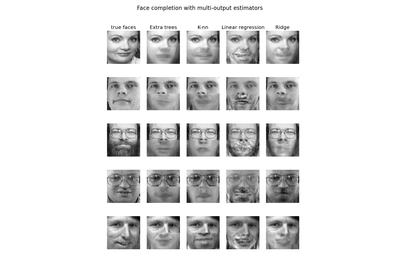 Face completion with multi-output estimators
true faces Extra trees K-nn Linear regression Ridge